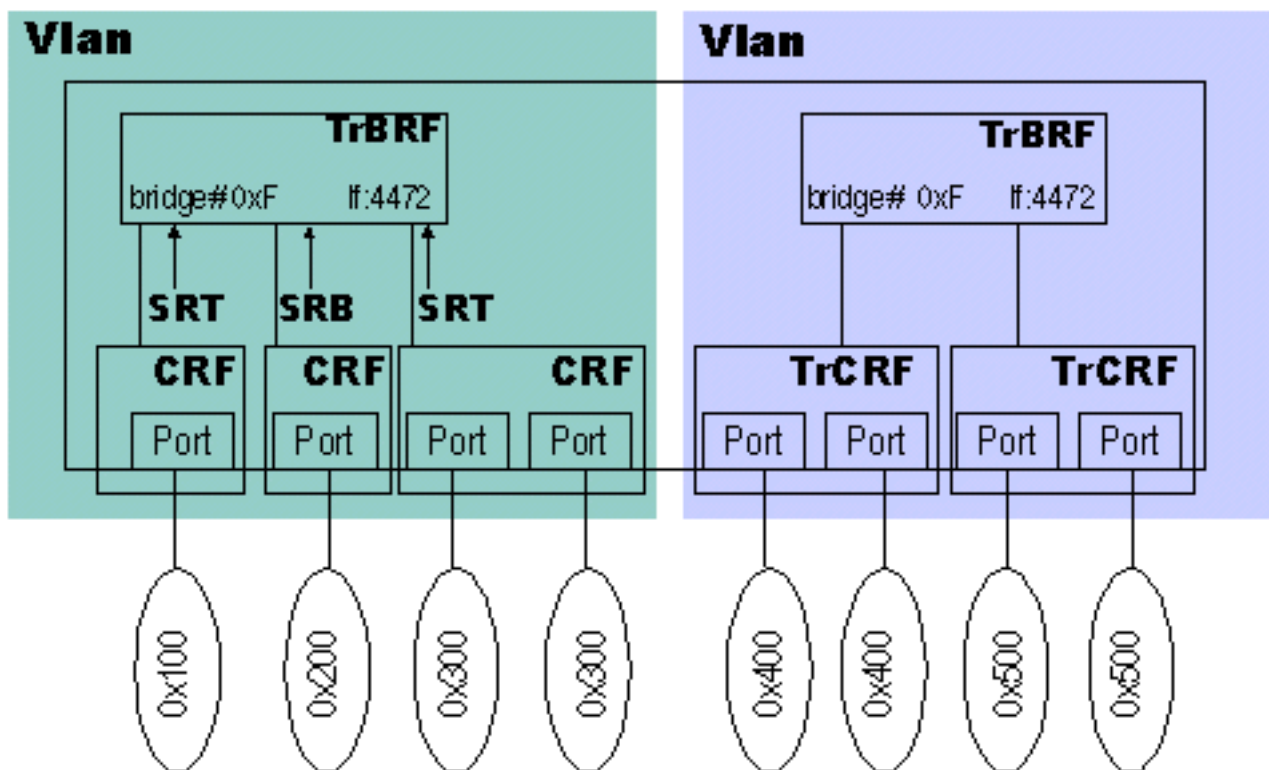 Vlan
Vlan
TrBRF
bridge# 0xF lf:4472
TrBRF
bridge# 0xF lf:4472
SRT SRB SRT
CRF CRF CRF
TrCRF TrCRF
Port Port Port Port
Port Port Port Port
0x100
0x200
0x300
0x300
0x400
0x400
0x500
0x500